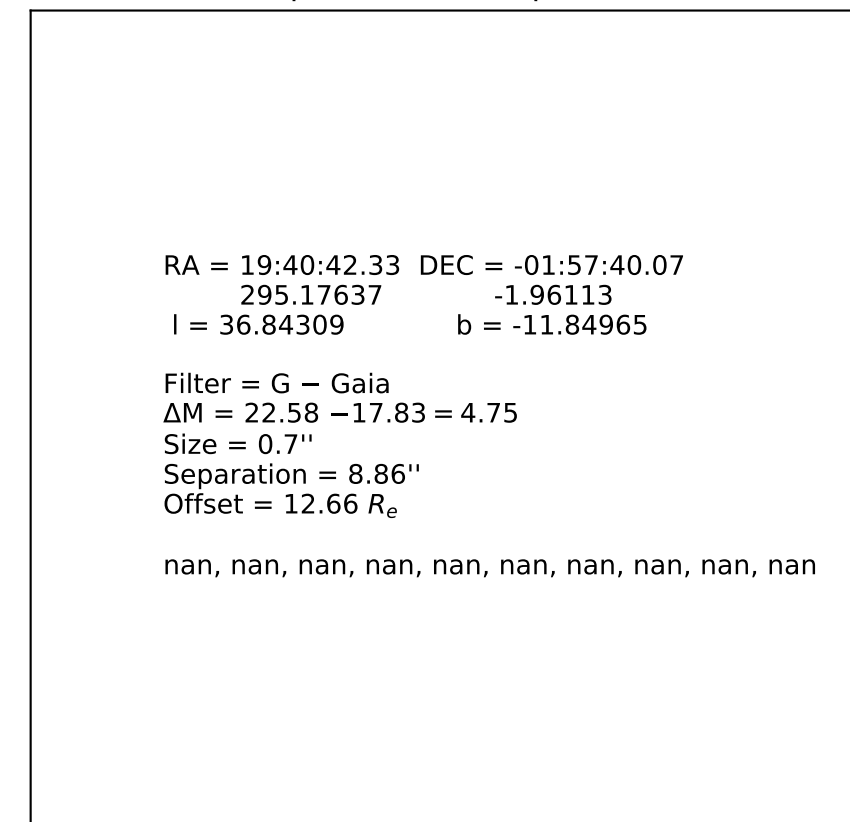 RA = 19:40:42.33 DEC = -01:57:40.07
295.17637 -1.96113
l = 36.84309 b = -11.84965
Filter = G − Gaia
ΔM = 22.58 −17.83 = 4.75
Size = 0.7''
Separation = 8.86''
Offset = 12.66 Re
nan, nan, nan, nan, nan, nan, nan, nan, nan, nan